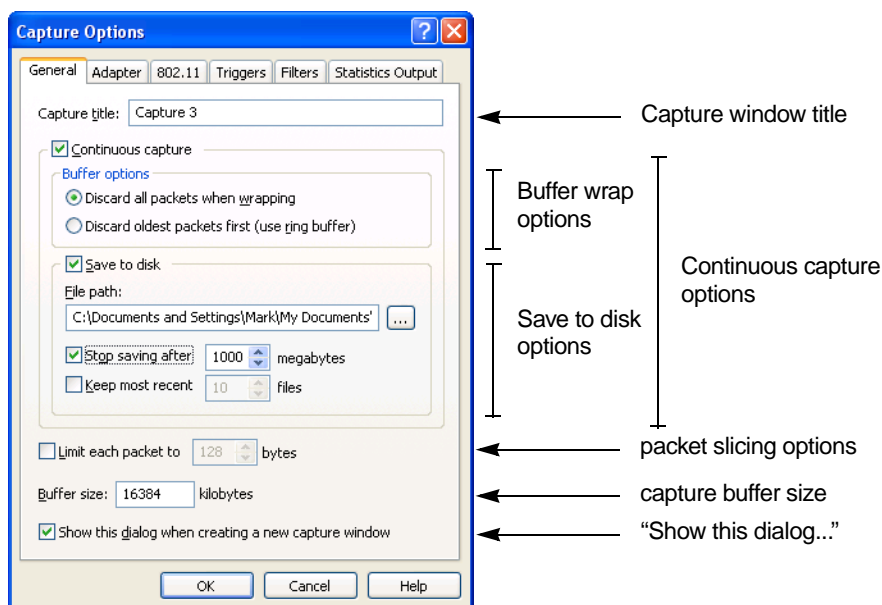 Capture Options
General Adapter 802.11 Triggers Filters Statistics Output
Capture title: Capture 3
Capture window title
Continuous capture
Buffer options
Discard all packets when wrapping
Discard oldest packets first (use ring buffer)
Buffer wrap
options
Continuous capture
options
Save to disk
File path:
C:\Documents and Settings\Mark\My Documents' ...
Stop saving after 1000 megabytes
Keep most recent 10 files
Save to disk
options
Limit each packet to 128 bytes
packet slicing options
Buffer size: 16384 kilobytes
capture buffer size
Show this dialog when creating a new capture window
“Show this dialog...”
OK Cancel Help